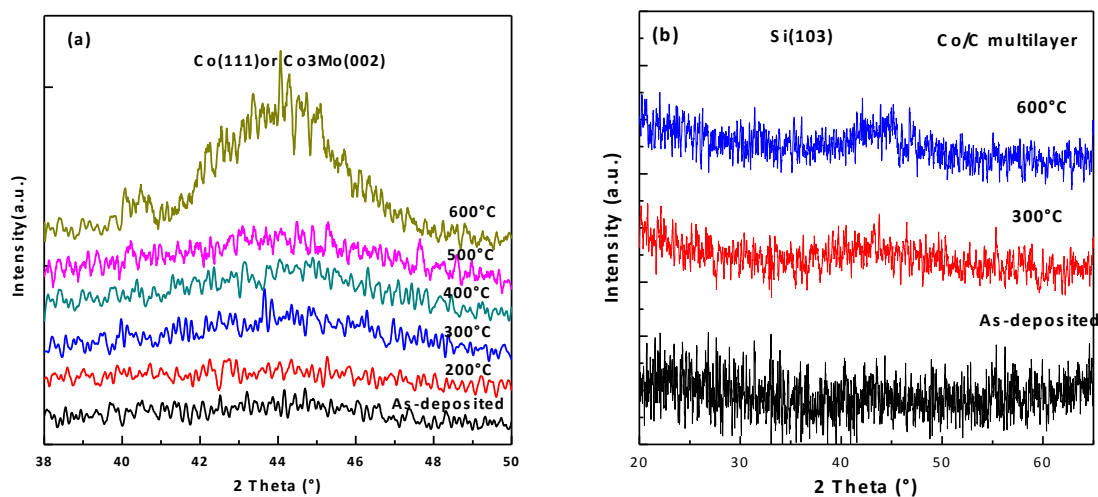 (a)
Co(111)or Co3Mo(002)
600°C
500°C
400°C
300°C
200°C
As-deposited
Intensity(a.u.)
38 40 42 44 46 48 50
2 Theta (°)
(b)
Si(103)
Co/C multilayer
600°C
300°C
As-deposited
Intensity (a.u.)
20 30 40 50 60
2 Theta (°)